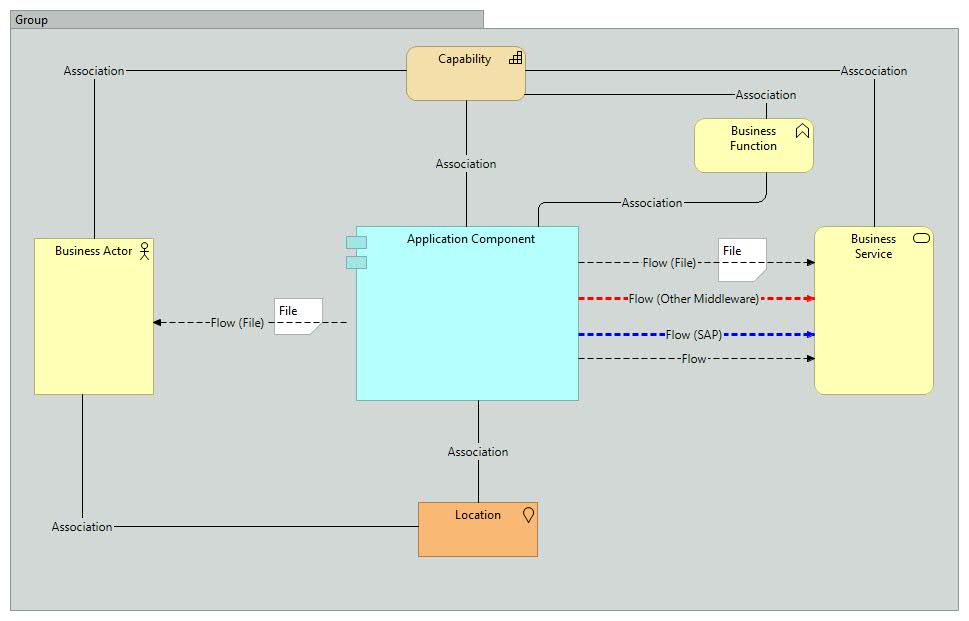 Group
Capability
Association
Asscociation
Association
Business
Function
Association
Association
Business Actor
Application Component
Business
Service
File
Flow (File)
Flow (Other Middleware)
File
Flow (File)
Flow (SAP)
Flow
Association
Location
Association